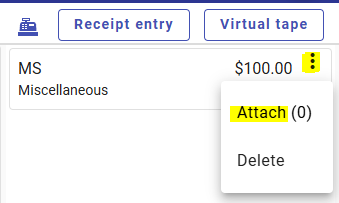 Receipt entry Virtual tape
MS $100.00
Miscellaneous
Attach (0)
Delete